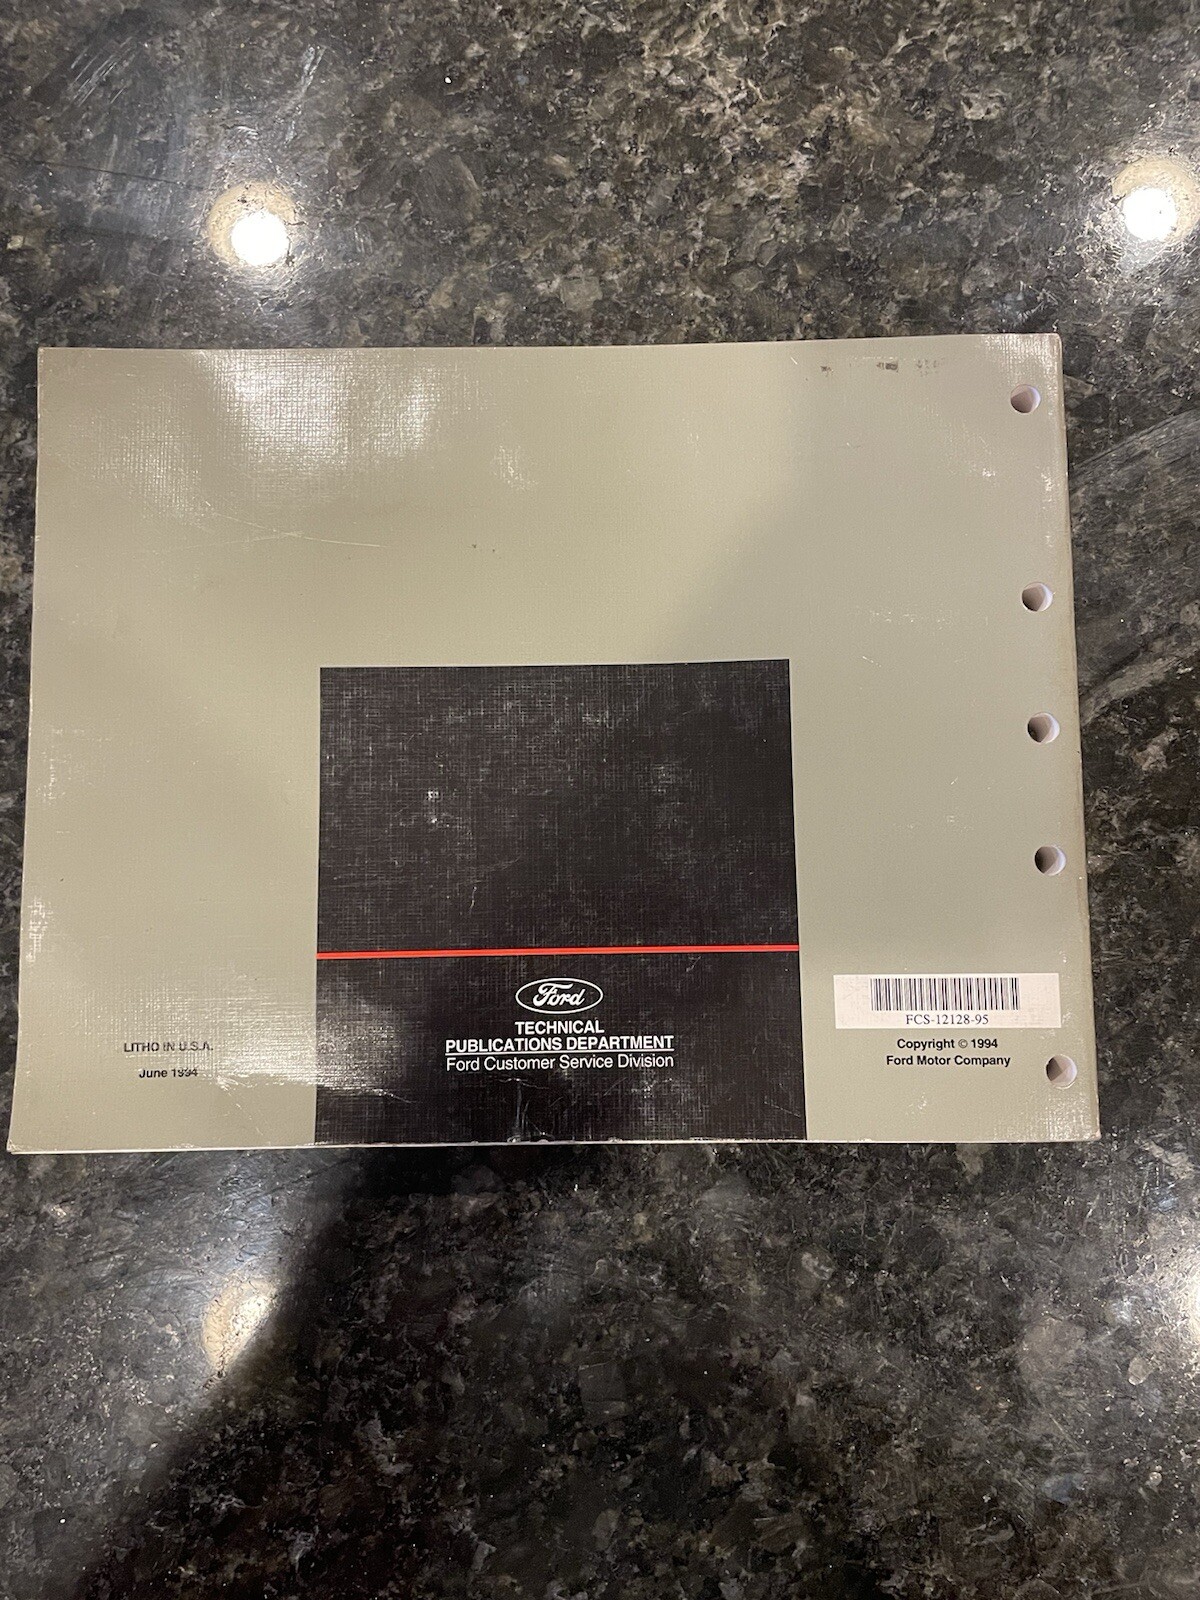 Ford
TECHNICAL
PUBLICATIONS DEPARTMENT
Ford Customer Service Division
LITHO IN U.S.A.
June 1994
FCS-12128-95
Copyright © 1994
Ford Motor Company